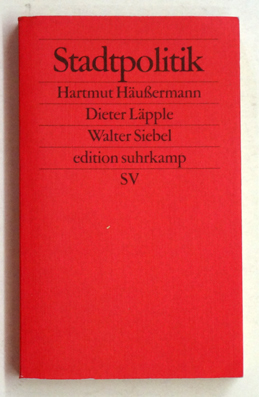 Stadtpolitik
Hartmut Häußermann
Dieter Läpple
Walter Siebel
edition suhrkamp
SV